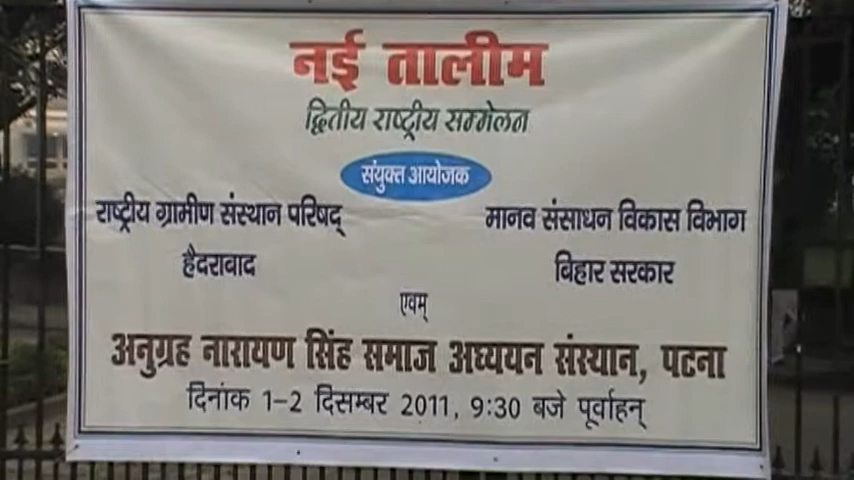 नई तालीम
द्वितीय राष्ट्रीय सम्मेलन
संयुक्त आयोजक
राष्ट्रीय ग्रामीण संस्थान परिषद्
हैदराबाद
मानव संसाधन विकास विभाग
बिहार सरकार
एवम्
अनुग्रह नारायण सिंह समाज अध्ययन संस्थान, पटना
दिनांक 1-2 दिसम्बर 2011, 9:30 बजे पूर्वाहन्